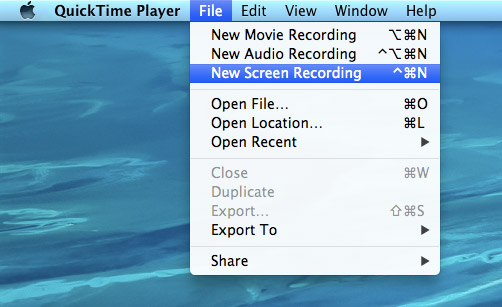 QuickTime Player File Edit View Window Help
New Movie Recording ⌥⌘N
New Audio Recording ^⌥⌘N
New Screen Recording ^⌘N
Open File... ⌘O
Open Location... ⌘L
Open Recent ▶
Close ⌘W
Duplicate
Export... ⇧⌘S
Export To ▶
Share ▶